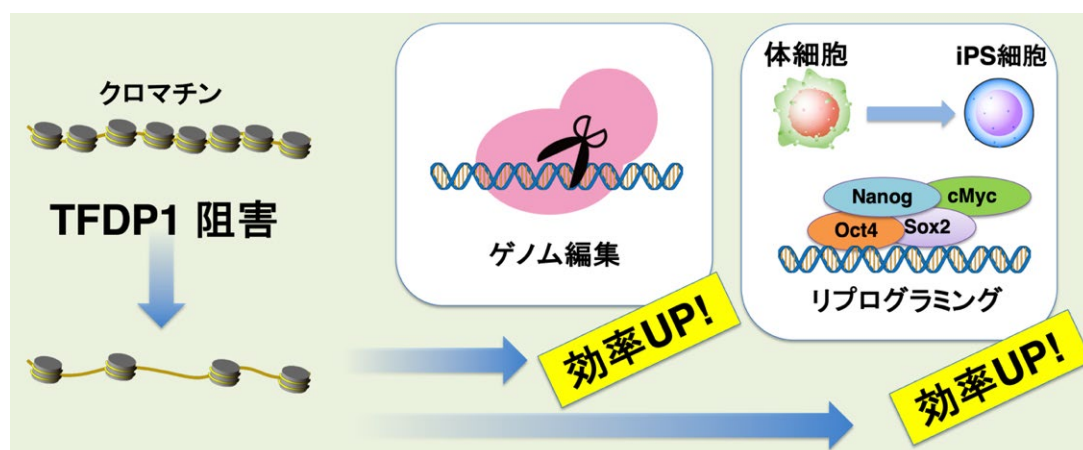 クロマチン
TFDP1 阻害
ゲノム編集
効率UP!
体細胞
iPS細胞
Nanog
cMyc
Oct4
Sox2
リプログラミング
効率UP!